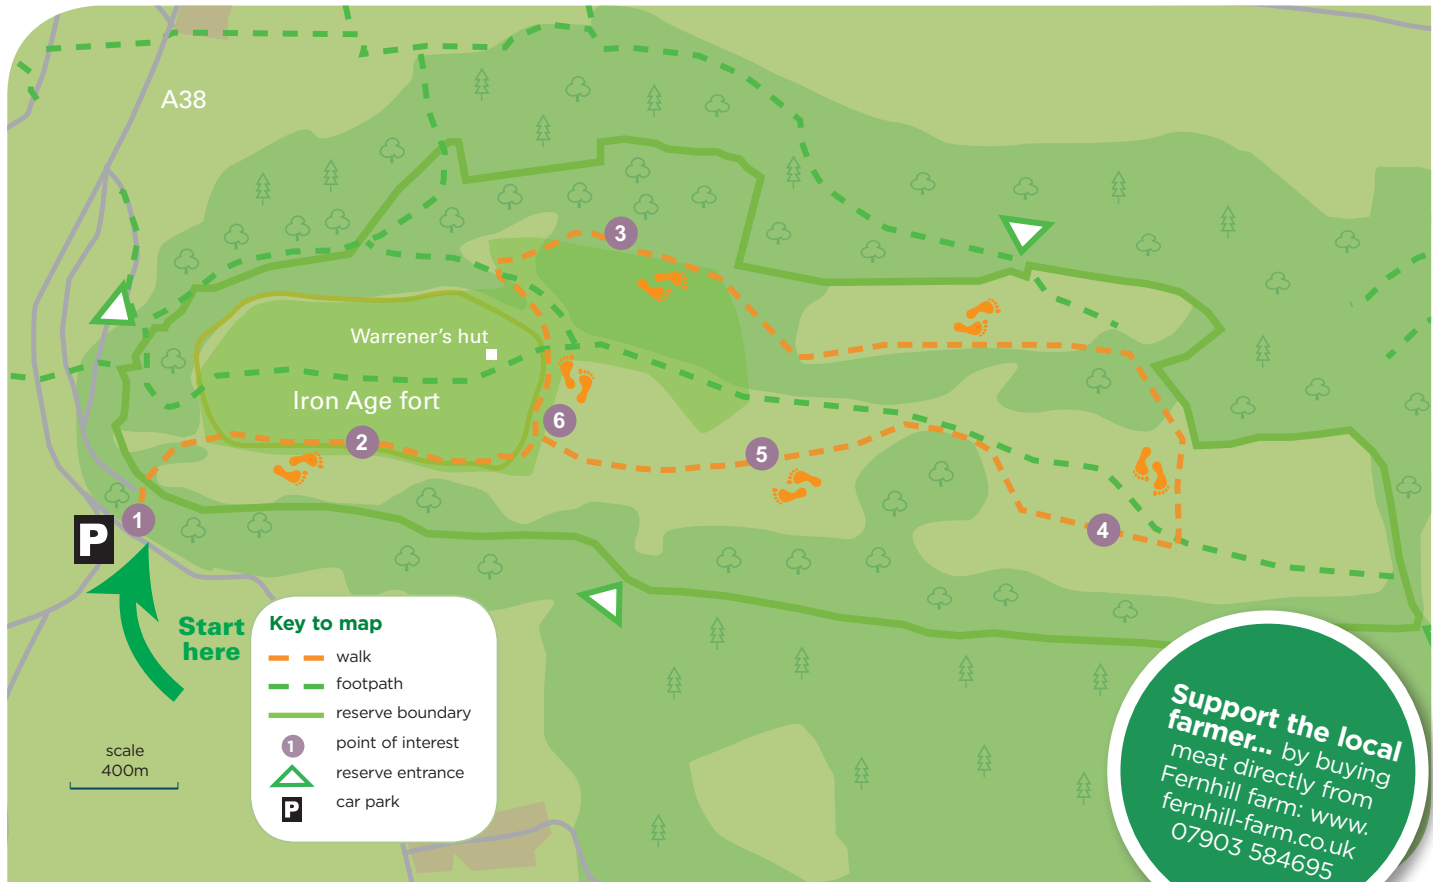 A38
3
Warrener's hut
Iron Age fort
6
2
5
1
P
4
Start
here
Key to map
walk
footpath
reserve boundary
1
point of interest
reserve entrance
P
car park
scale
400m
Support the local
farmer... by buying
meat directly from
Fernhill farm: www.
fernhill-farm.co.uk
07903 584695